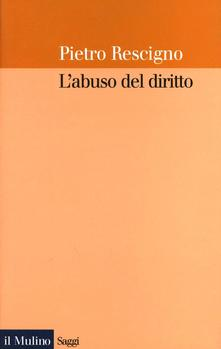 Pietro Rescigno
L'abuso del diritto
il Mulino Saggi